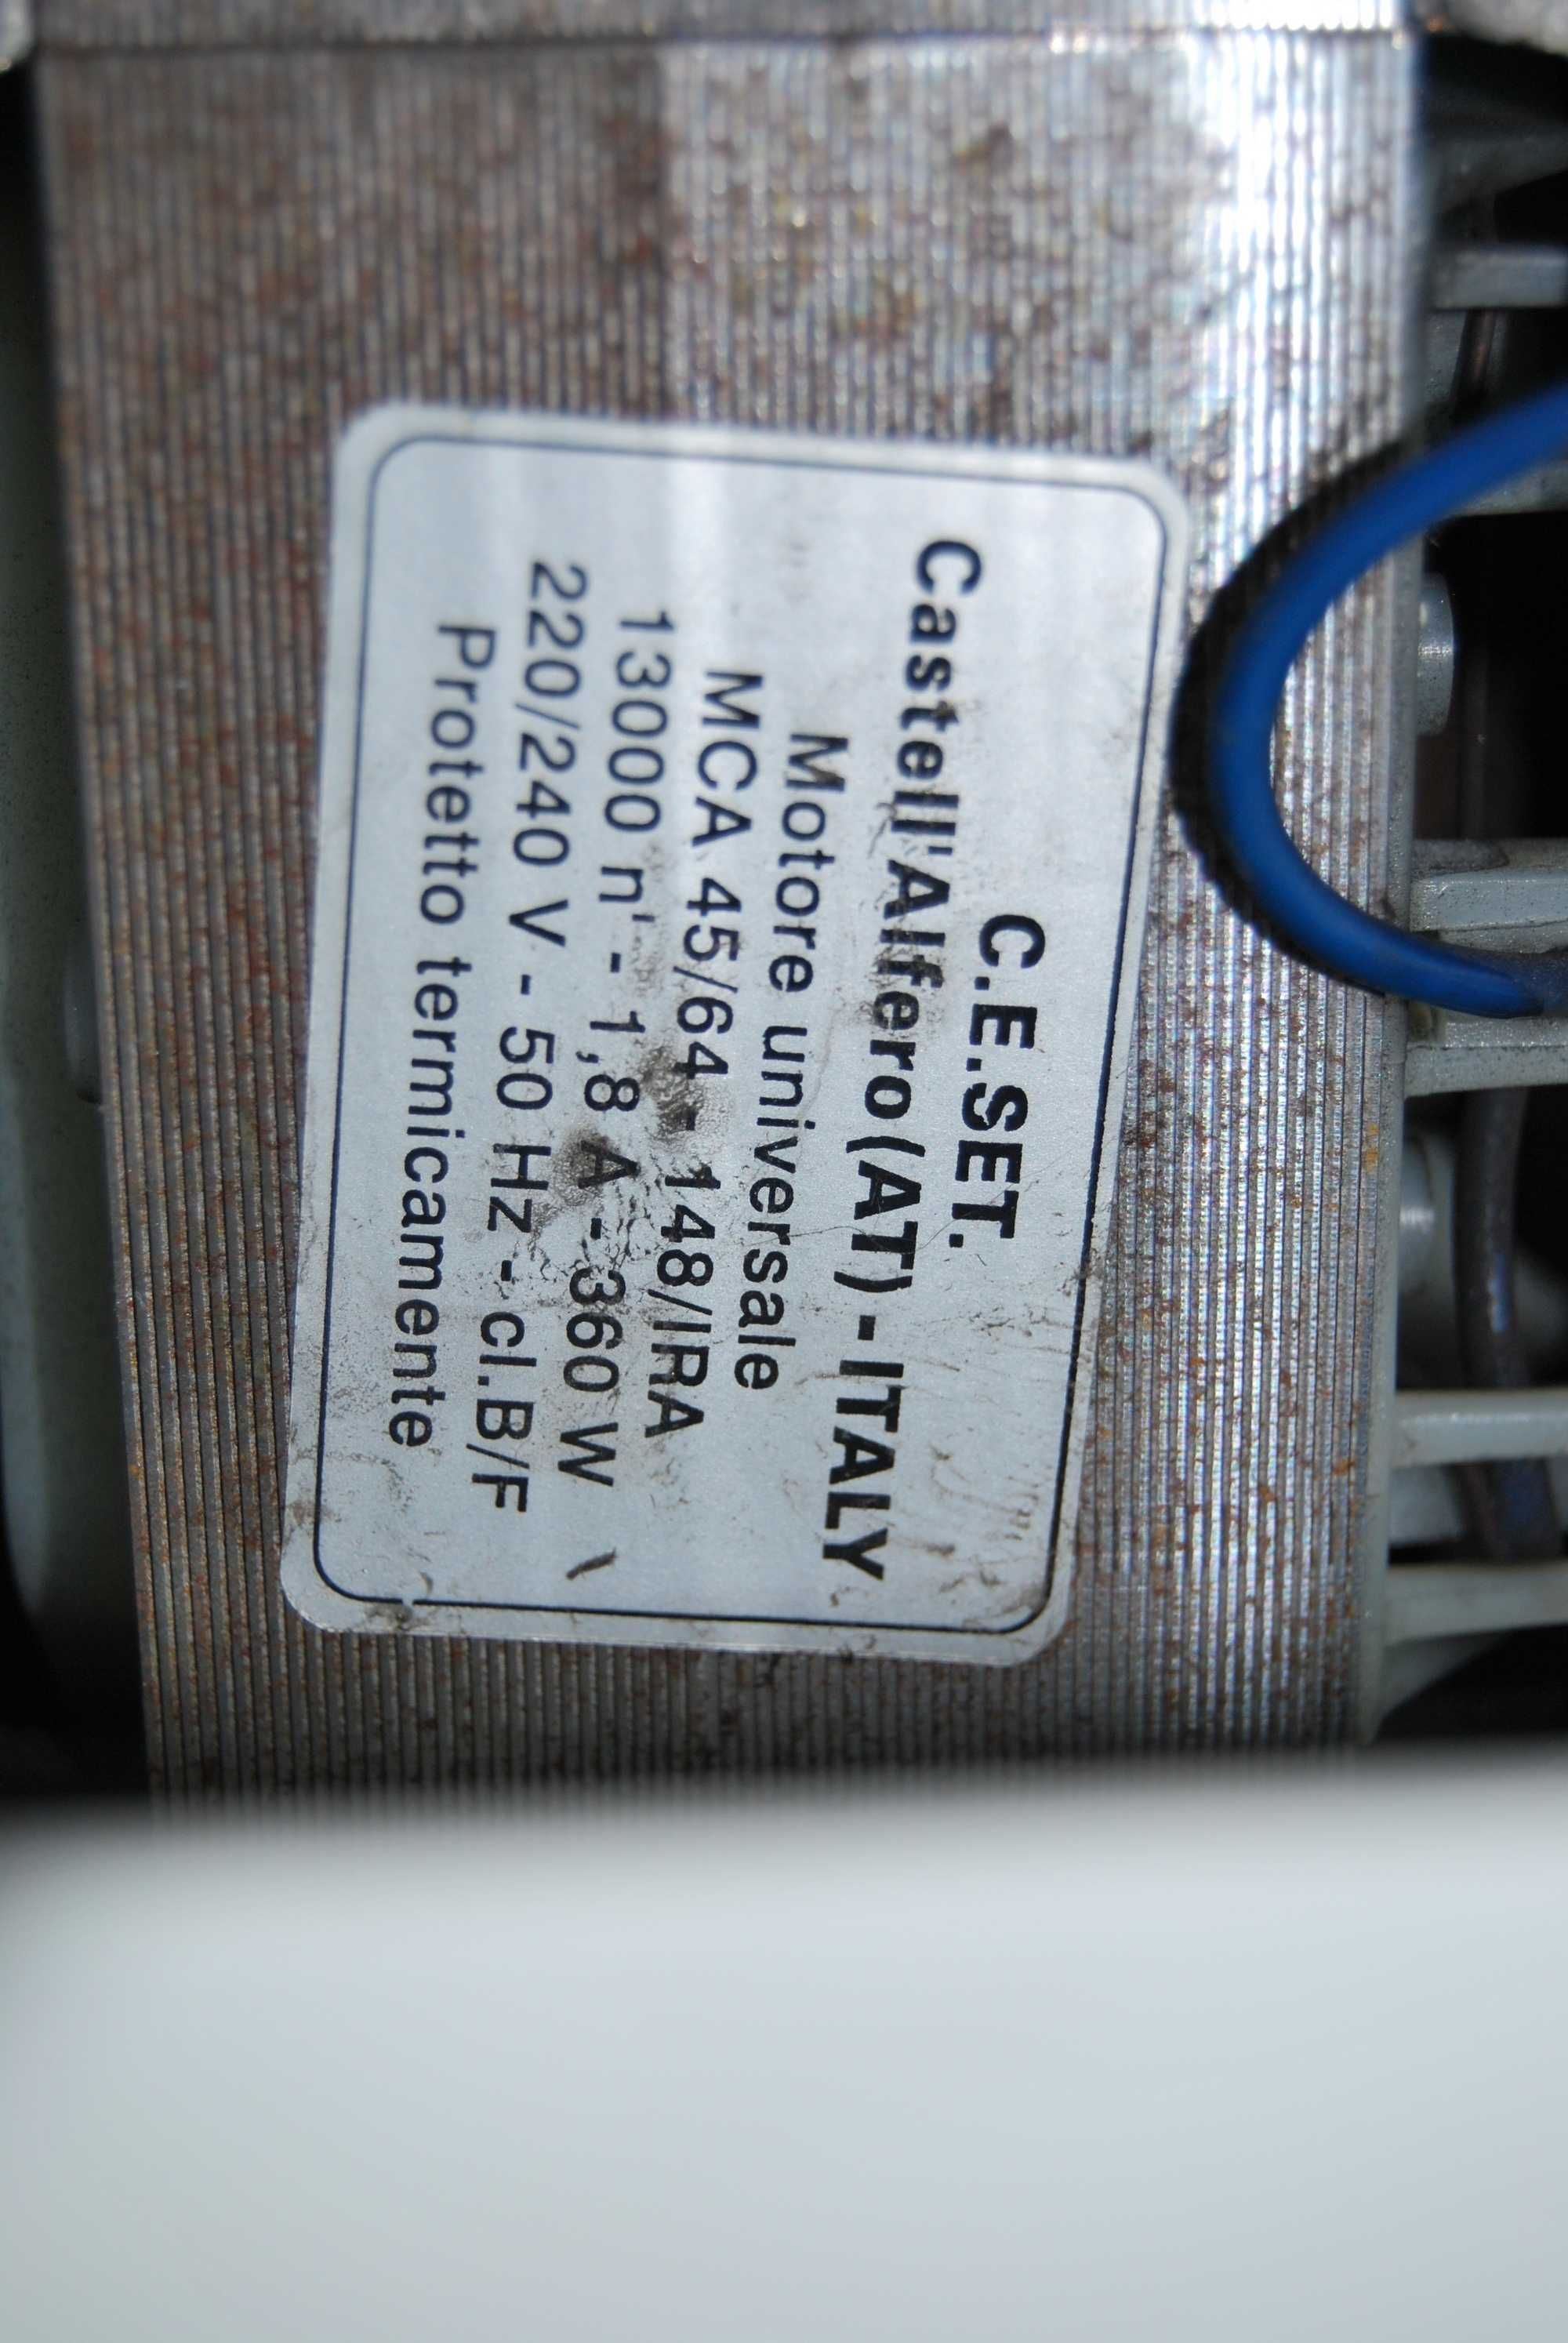 C.E.SET.
Castell'Alfero(AT) - ITALY
Motore universale
MCA 45/64 - 148/IRA
13000 n' - 1,8 A - 360 W
220/240 V - 50 Hz - cl.B/F
Protetto termicamente